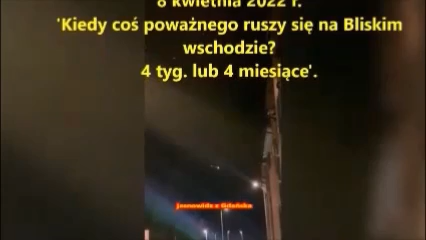 8 kwietnia 2022 r.
'Kiedy coś poważnego ruszy się na Bliskim
wschodzie?
4 tyg. lub 4 miesiące'.
jasnowidz z Gdańska